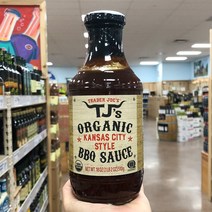 TRADER JOE'S
TJ's
ORGANIC
KANSAS CITY
STYLE
BBQ SAUCE